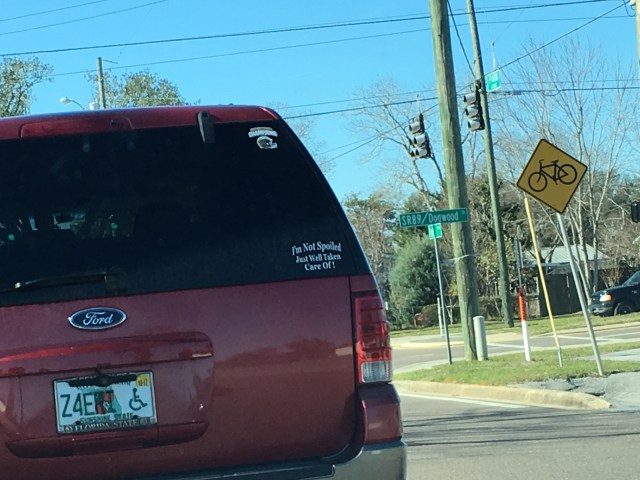 SR89/Dogwood
I'm Not Spoiled
Just Well Taken
Care Of!
Ford
Z4E
FLORIDA STATE